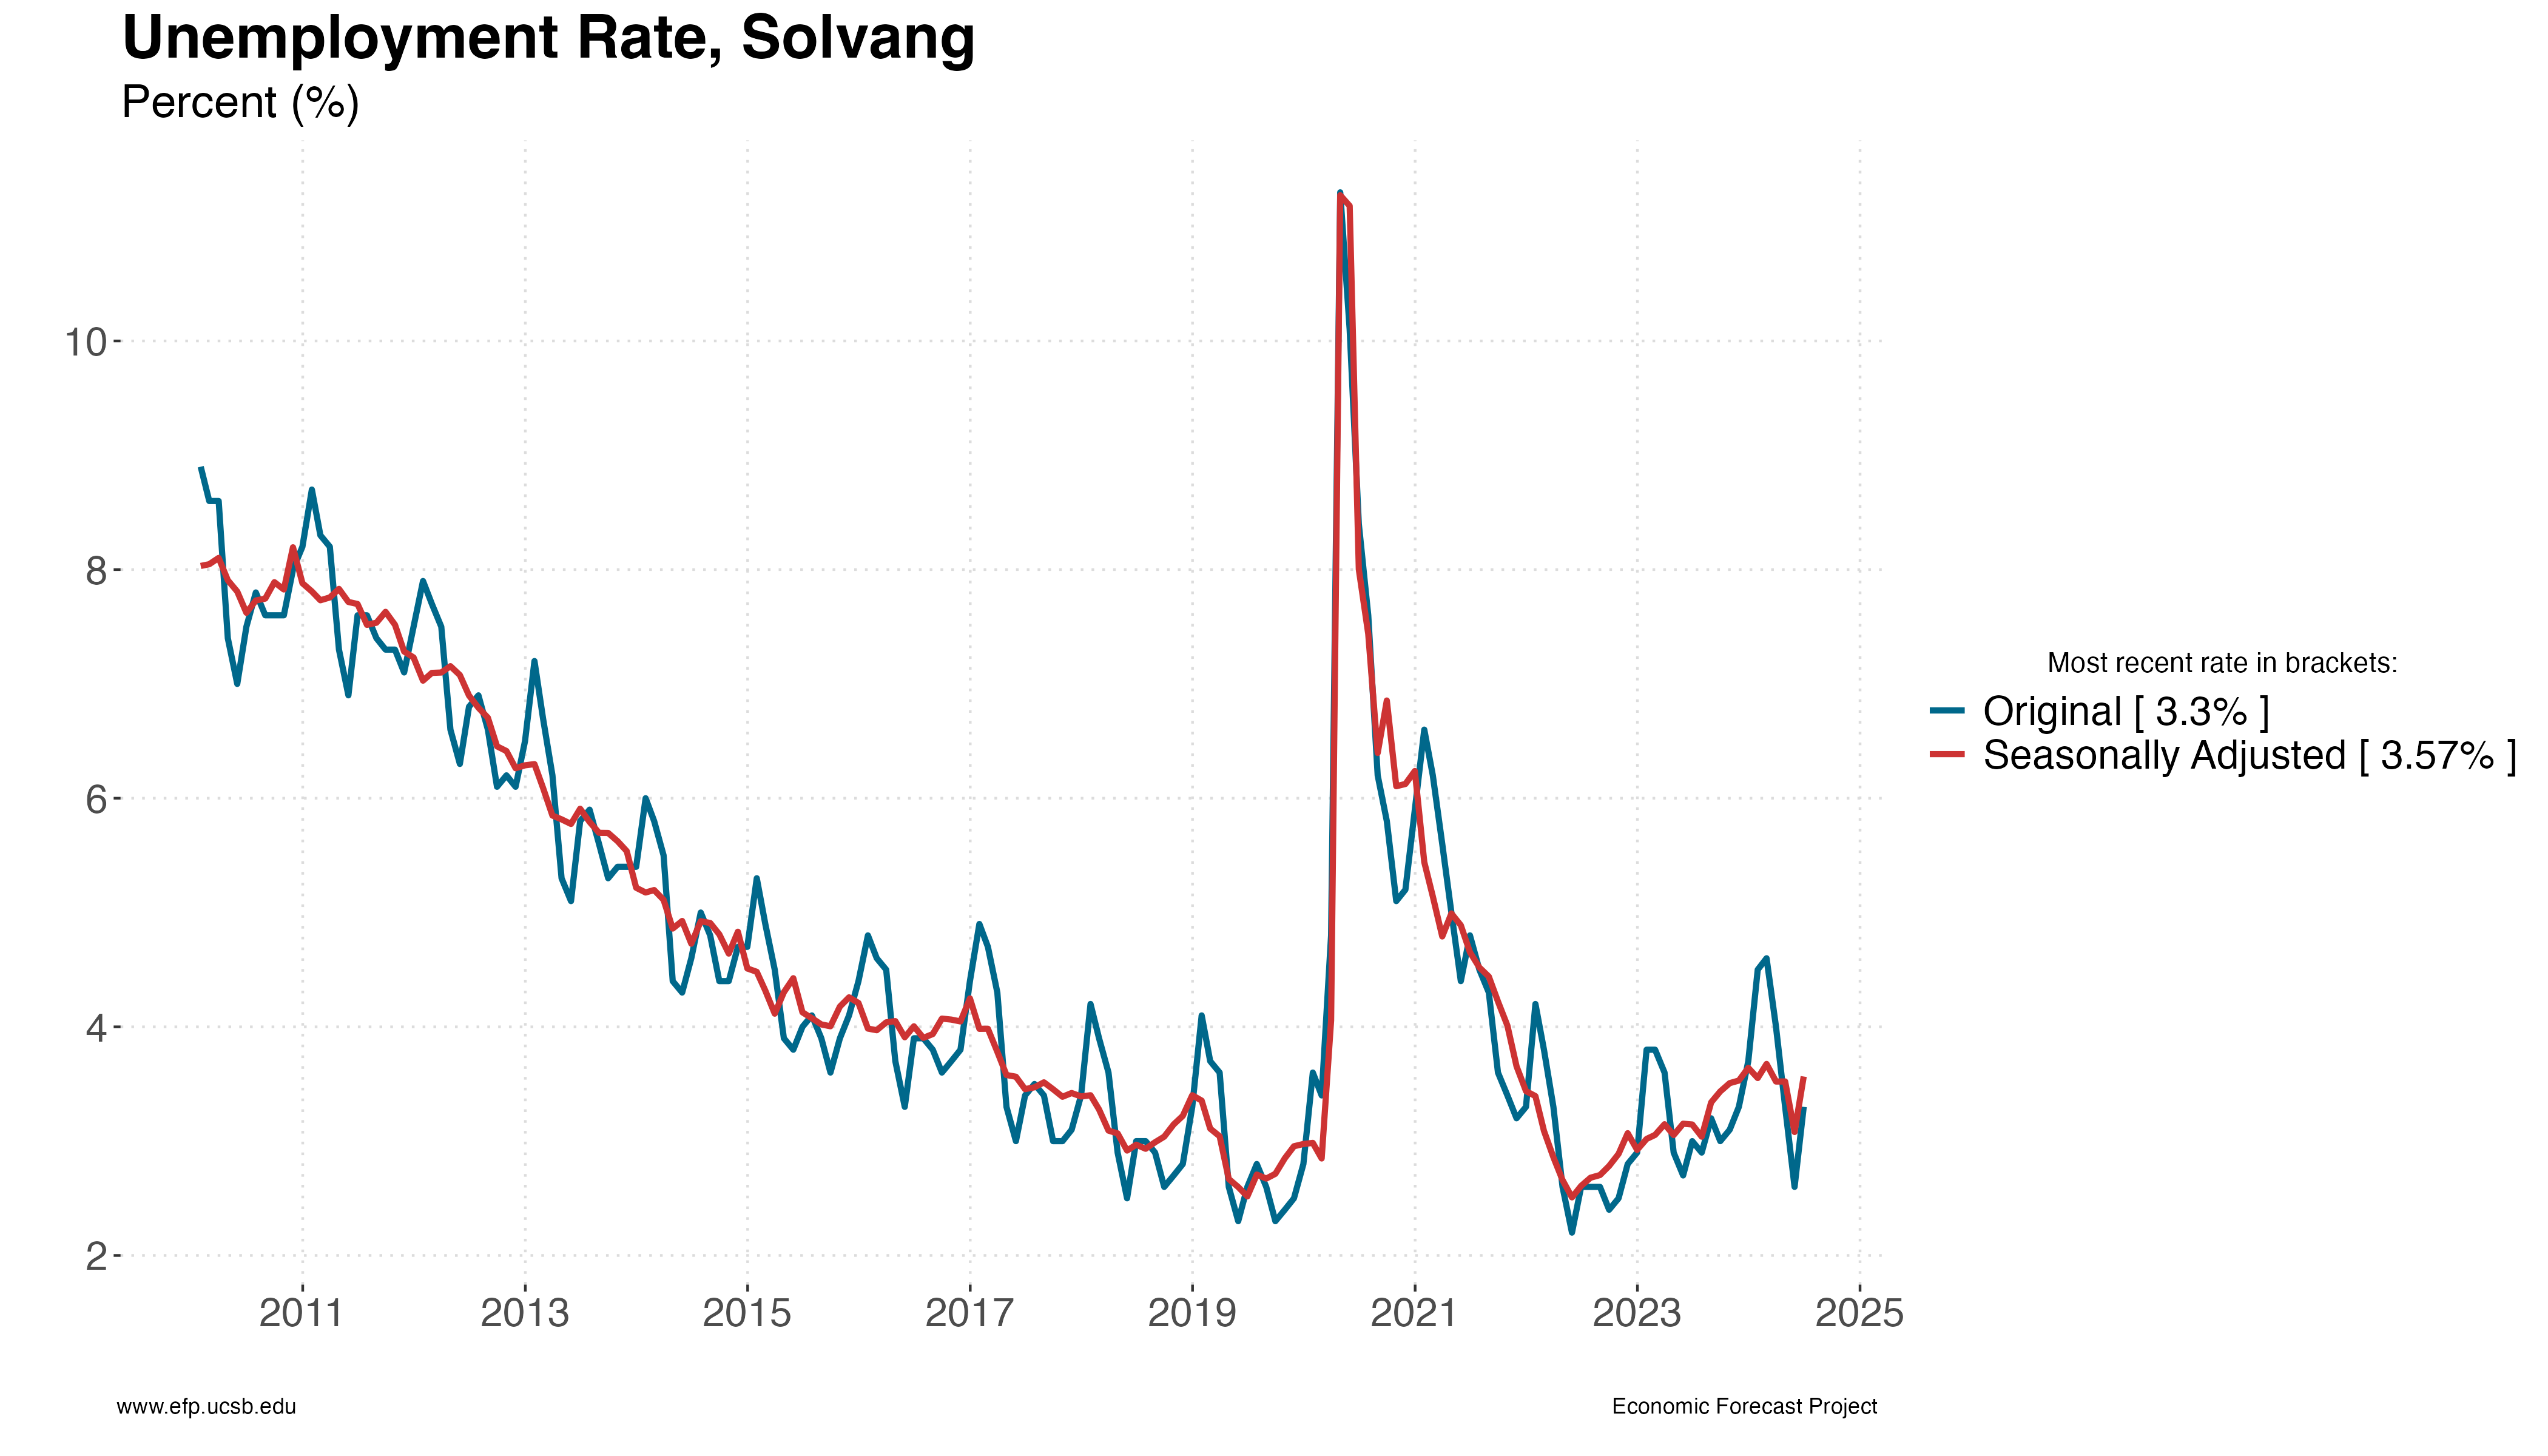 Unemployment Rate, Solvang
Percent (%)
10
8
6
4
2
2011 2013 2015 2017 2019 2021 2023 2025
Most recent rate in brackets:
Original [ 3.3% ]
Seasonally Adjusted [ 3.57% ]
www.efp.ucsb.edu
Economic Forecast Project